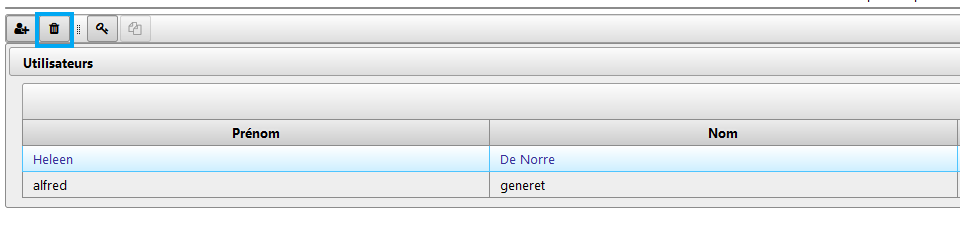 Utilisateurs
Prénom Nom
Heleen De Norre
alfred generet